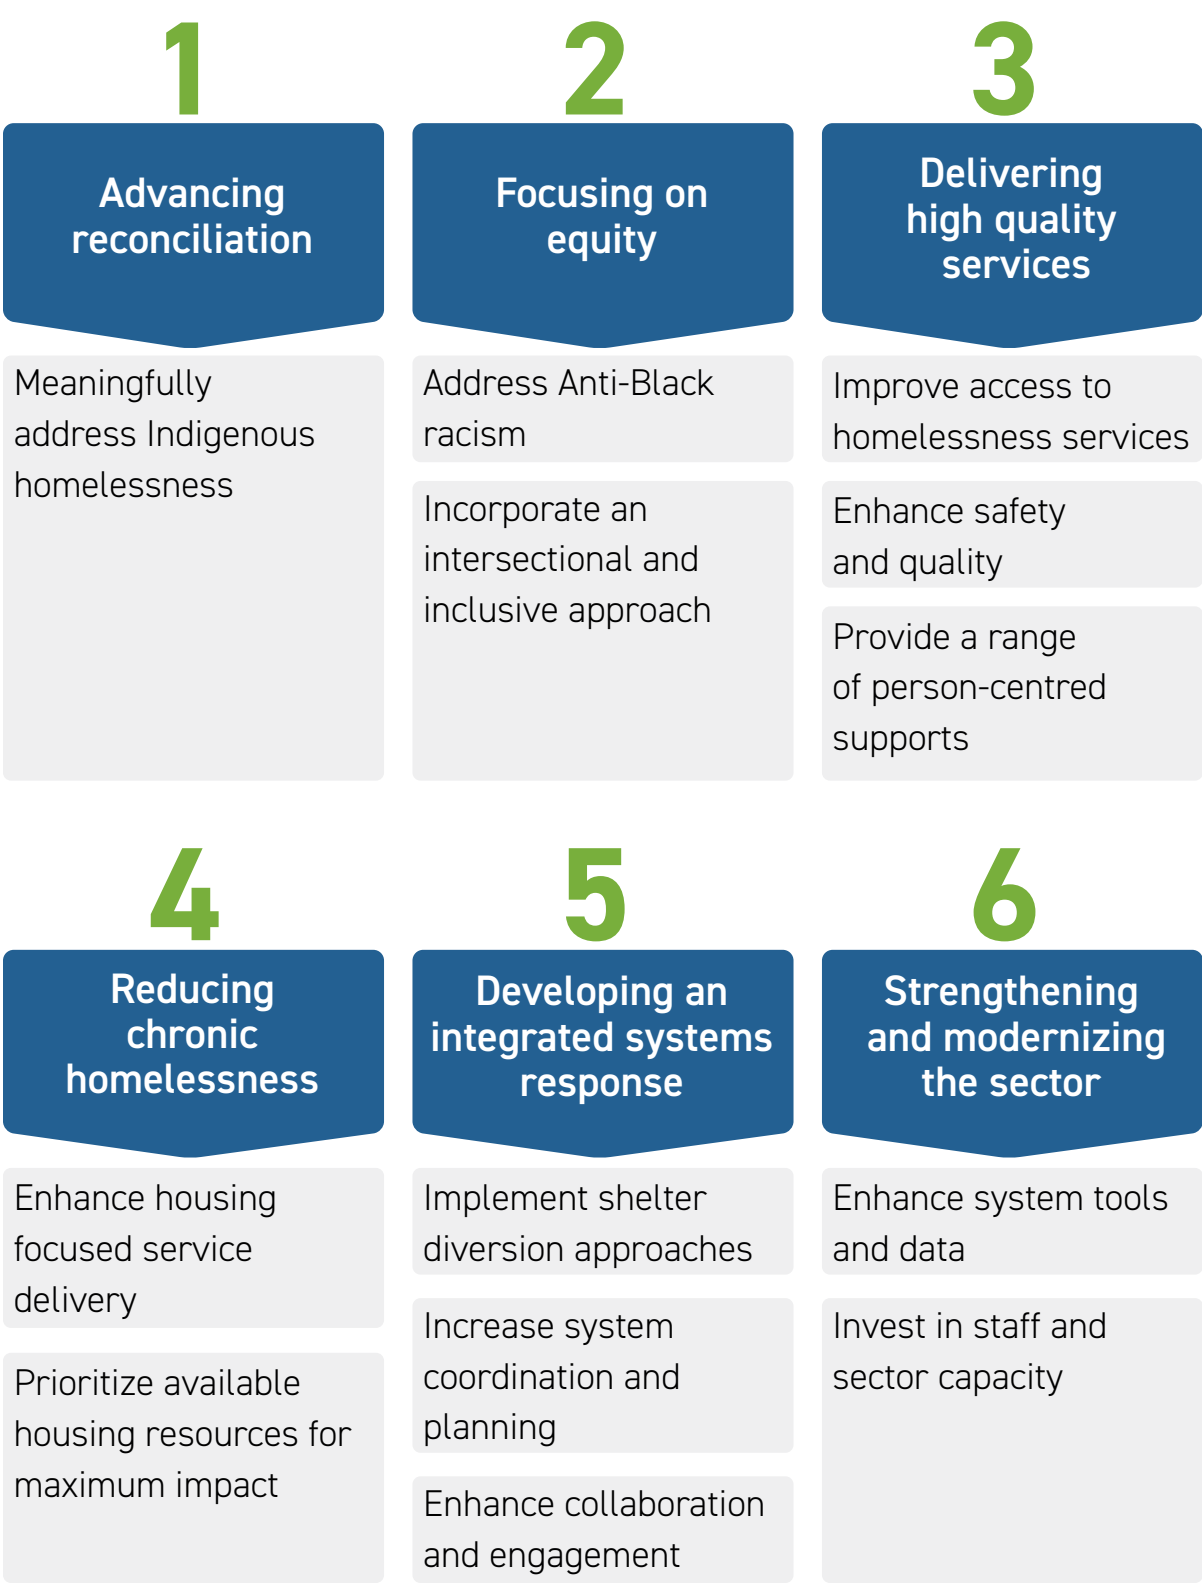 1
Advancing
reconciliation
Meaningfully
address Indigenous
homelessness
2
Focusing on
equity
Address Anti-Black
racism
Incorporate an
intersectional and
inclusive approach
3
Delivering
high quality
services
Improve access to
homelessness services
Enhance safety
and quality
Provide a range
of person-centred
supports
4
Reducing
chronic
homelessness
Enhance housing
focused service
delivery
Prioritize available
housing resources for
maximum impact
5
Developing an
integrated systems
response
Implement shelter
diversion approaches
Increase system
coordination and
planning
Enhance collaboration
and engagement
6
Strengthening
and modernizing
the sector
Enhance system tools
and data
Invest in staff and
sector capacity